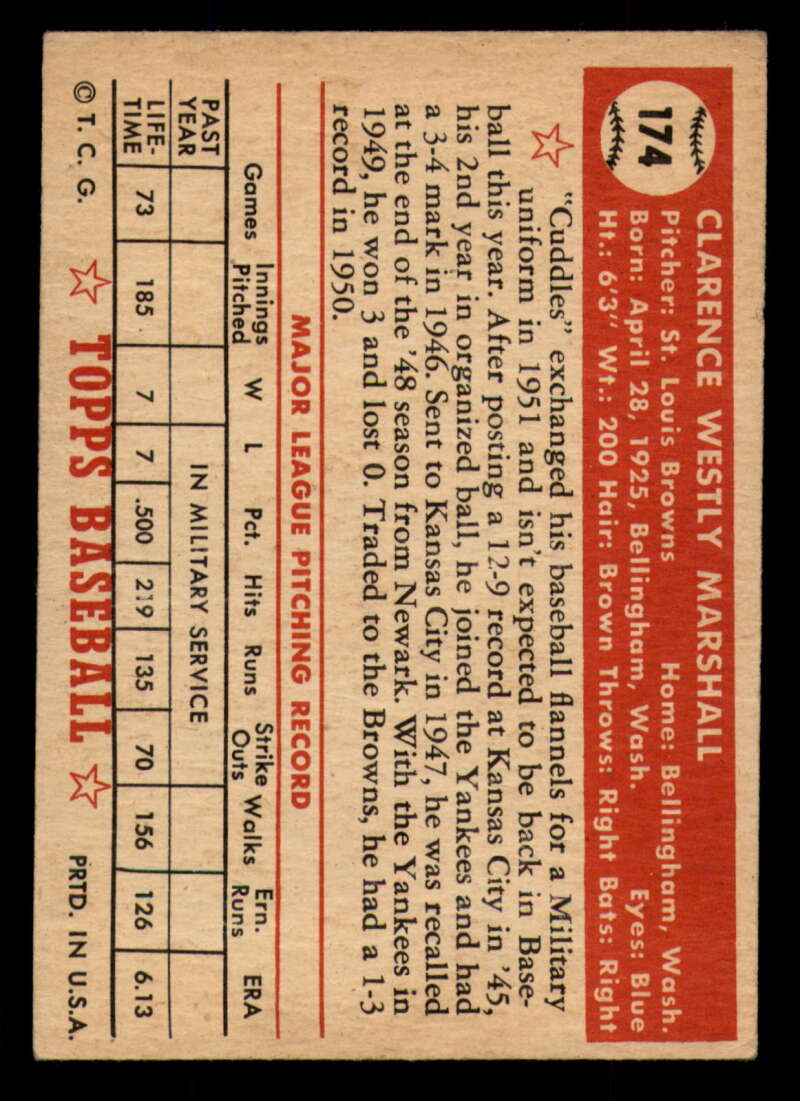 174
CLARENCE WESTLY MARSHALL
Pitcher: St. Louis Browns Home: Bellingham, Wash.
Born: April 28, 1925, Bellingham, Wash. Eyes: Blue
Ht.: 6'3" Wt.: 200 Hair: Brown Throws: Right Bats: Right
"Cuddles" exchanged his baseball flannels for a Military
uniform in 1951 and isn't expected to be back in Base-
ball this year. After posting a 12-9 record at Kansas City in '45,
his 2nd year in organized ball, he joined the Yankees and had
a 3-4 mark in 1946. Sent to Kansas City in 1947, he was recalled
at the end of the '48 season from Newark. With the Yankees in
1949, he won 3 and lost 0. Traded to the Browns, he had a 1-3
record in 1950.
MAJOR LEAGUE PITCHING RECORD
Games Innings Pitched W L Pct. Hits Runs Strike Outs Walks Ern. Runs ERA
PAST YEAR IN MILITARY SERVICE
LIFE-TIME 73 185 7 7 .500 219 135 70 156 126 6.13
© T. C. G. TOPPS BASEBALL PRTD. IN U.S.A.